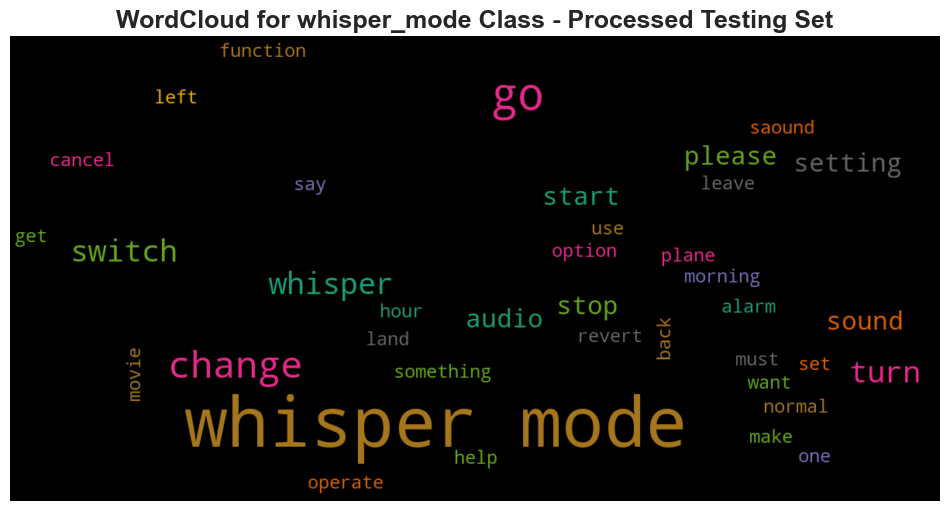 WordCloud for whisper_mode Class - Processed Testing Set
function
go
left
saound
please
setting
cancel
say
leave
start
use
get
switch
option
plane
morning
whisper
hour
audio
stop
alarm
sound
land
revert
back
change
movie
something
must
set
turn
want
whisper mode
normal
make
help
one
operate